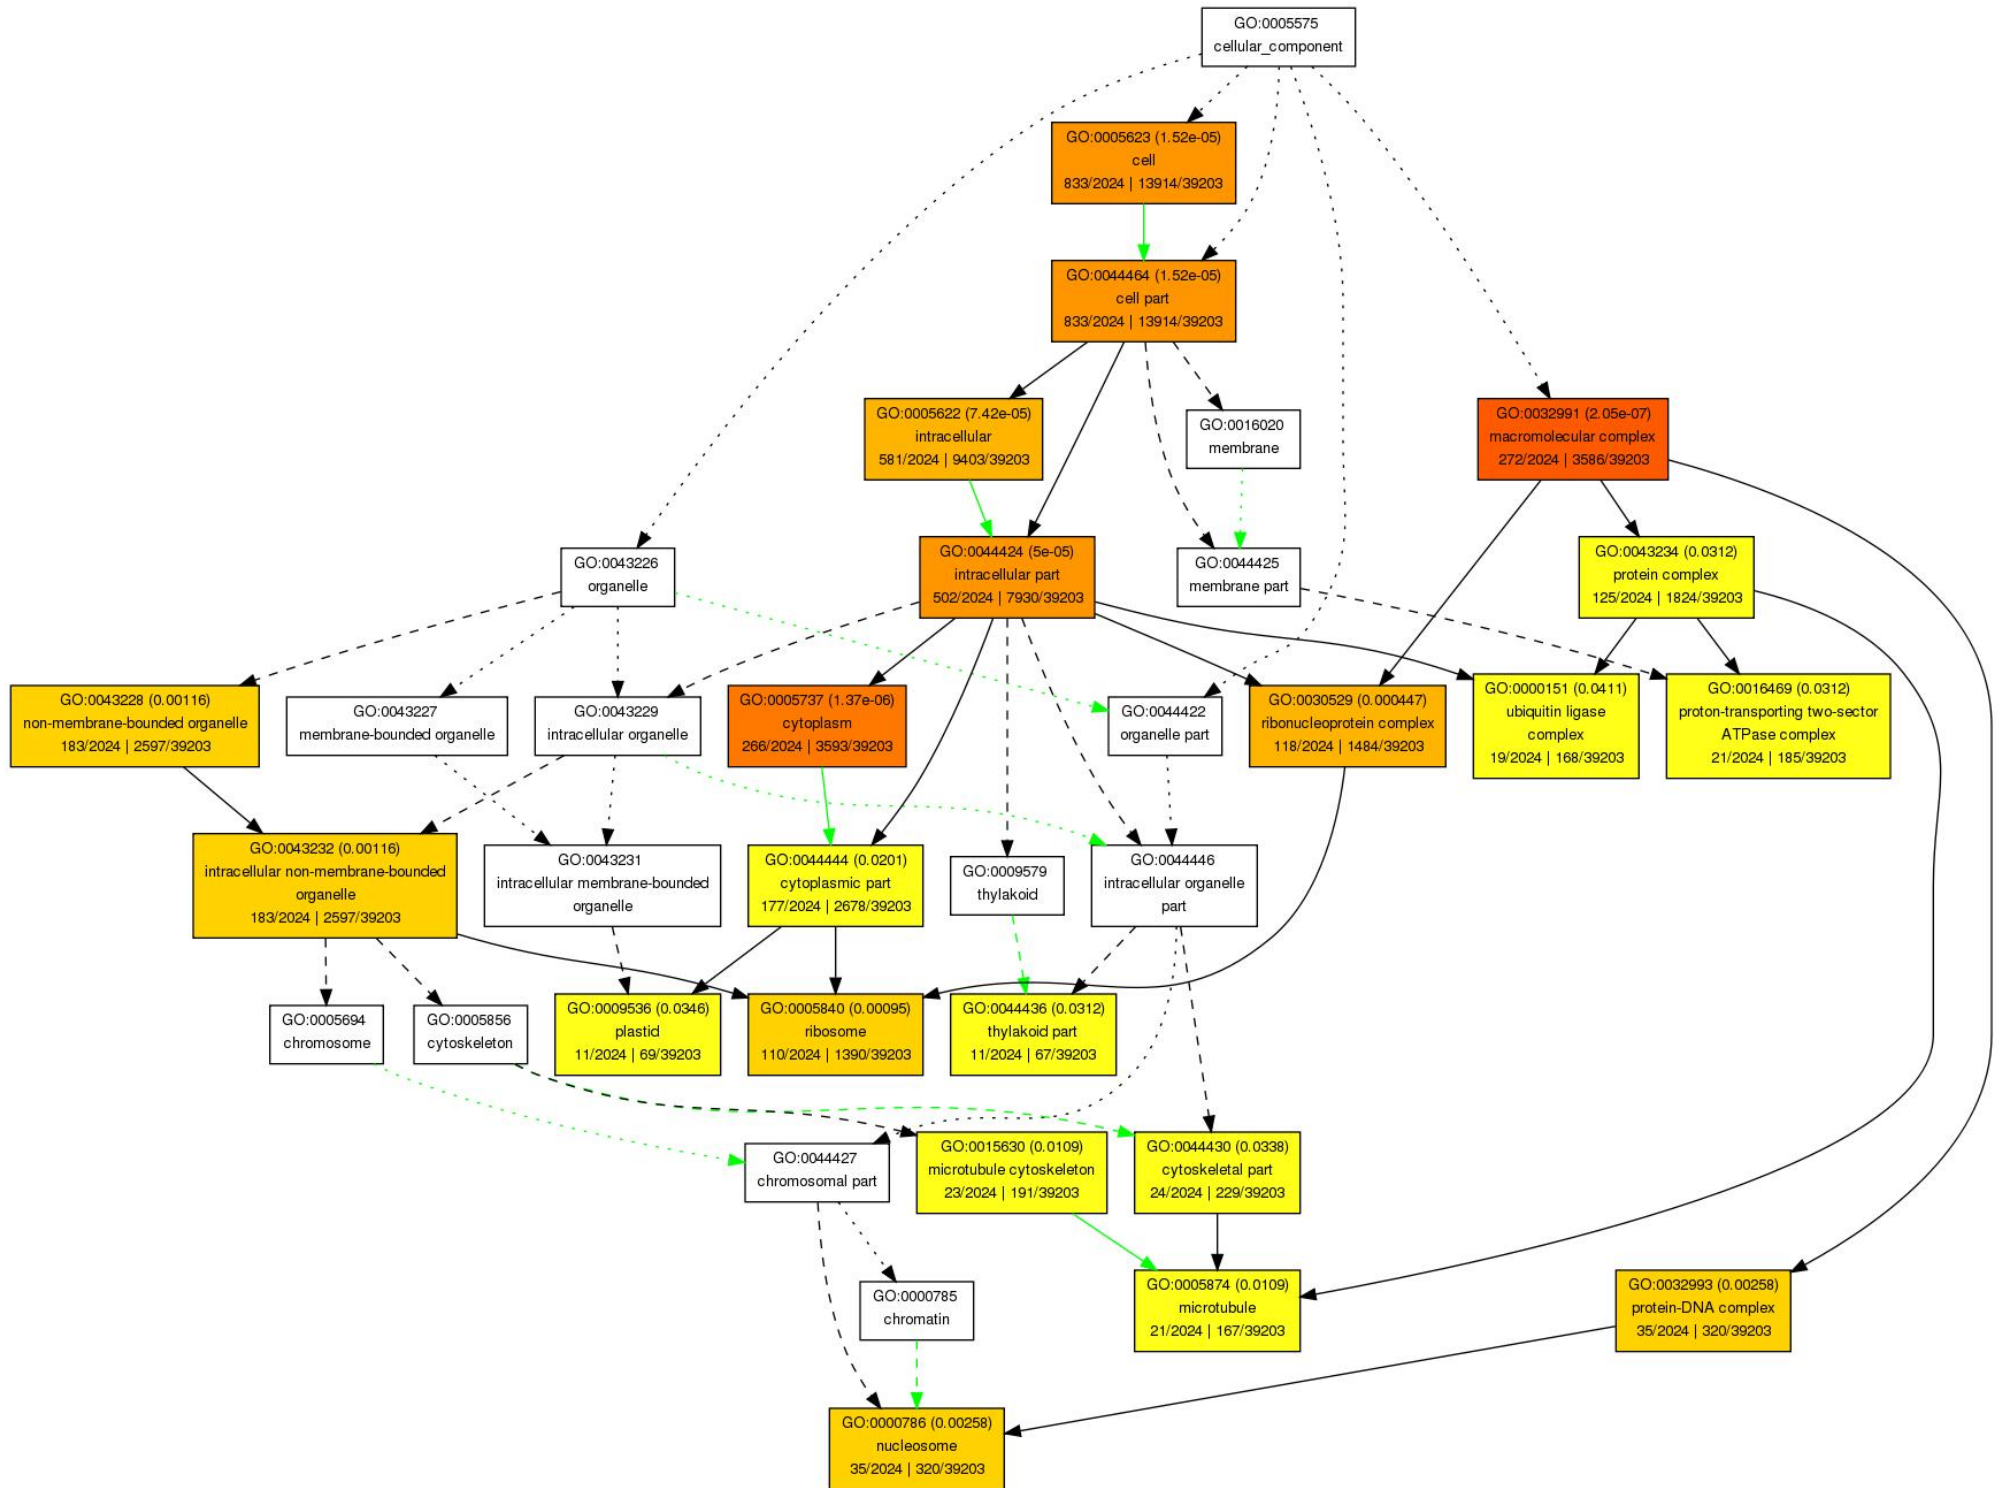 GO:0005575
cellular_component
GO:0005623 (1.52e-05)
cell
833/2024 | 13914/39203
GO:0044464 (1.52e-05)
cell part
833/2024 | 13914/39203
GO:0005622 (7.42e-05)
intracellular
581/2024 | 9403/39203
GO:0016020
membrane
GO:0032991 (2.05e-07)
macromolecular complex
272/2024 | 3586/39203
GO:0043226
organelle
GO:0044424 (5e-05)
intracellular part
502/2024 | 7930/39203
GO:0044425
membrane part
GO:0043234 (0.0312)
protein complex
125/2024 | 1824/39203
GO:0043228 (0.00116)
non-membrane-bounded organelle
183/2024 | 2597/39203
GO:0043227
membrane-bounded organelle
GO:0043229
intracellular organelle
GO:0005737 (1.37e-06)
cytoplasm
266/2024 | 3593/39203
GO:0044422
organelle part
GO:0030529 (0.000447)
ribonucleoprotein complex
118/2024 | 1484/39203
GO:0000151 (0.0411)
ubiquitin ligase
complex
19/2024 | 168/39203
GO:0016469 (0.0312)
proton-transporting two-sector
ATPase complex
21/2024 | 185/39203
GO:0043232 (0.00116)
intracellular non-membrane-bounded
organelle
183/2024 | 2597/39203
GO:0043231
intracellular membrane-bounded
organelle
GO:0044444 (0.0201)
cytoplasmic part
177/2024 | 2678/39203
GO:0009579
thylakoid
GO:0044446
intracellular organelle
part
GO:0005694
chromosome
GO:0005856
cytoskeleton
GO:0009536 (0.0346)
plastid
11/2024 | 69/39203
GO:0005840 (0.00095)
ribosome
110/2024 | 1390/39203
GO:0044436 (0.0312)
thylakoid part
11/2024 | 67/39203
GO:0044427
chromosomal part
GO:0015630 (0.0109)
microtubule cytoskeleton
23/2024 | 191/39203
GO:0044430 (0.0338)
cytoskeletal part
24/2024 | 229/39203
GO:0000785
chromatin
GO:0005874 (0.0109)
microtubule
21/2024 | 167/39203
GO:0032993 (0.00258)
protein-DNA complex
35/2024 | 320/39203
GO:0000786 (0.00258)
nucleosome
35/2024 | 320/39203